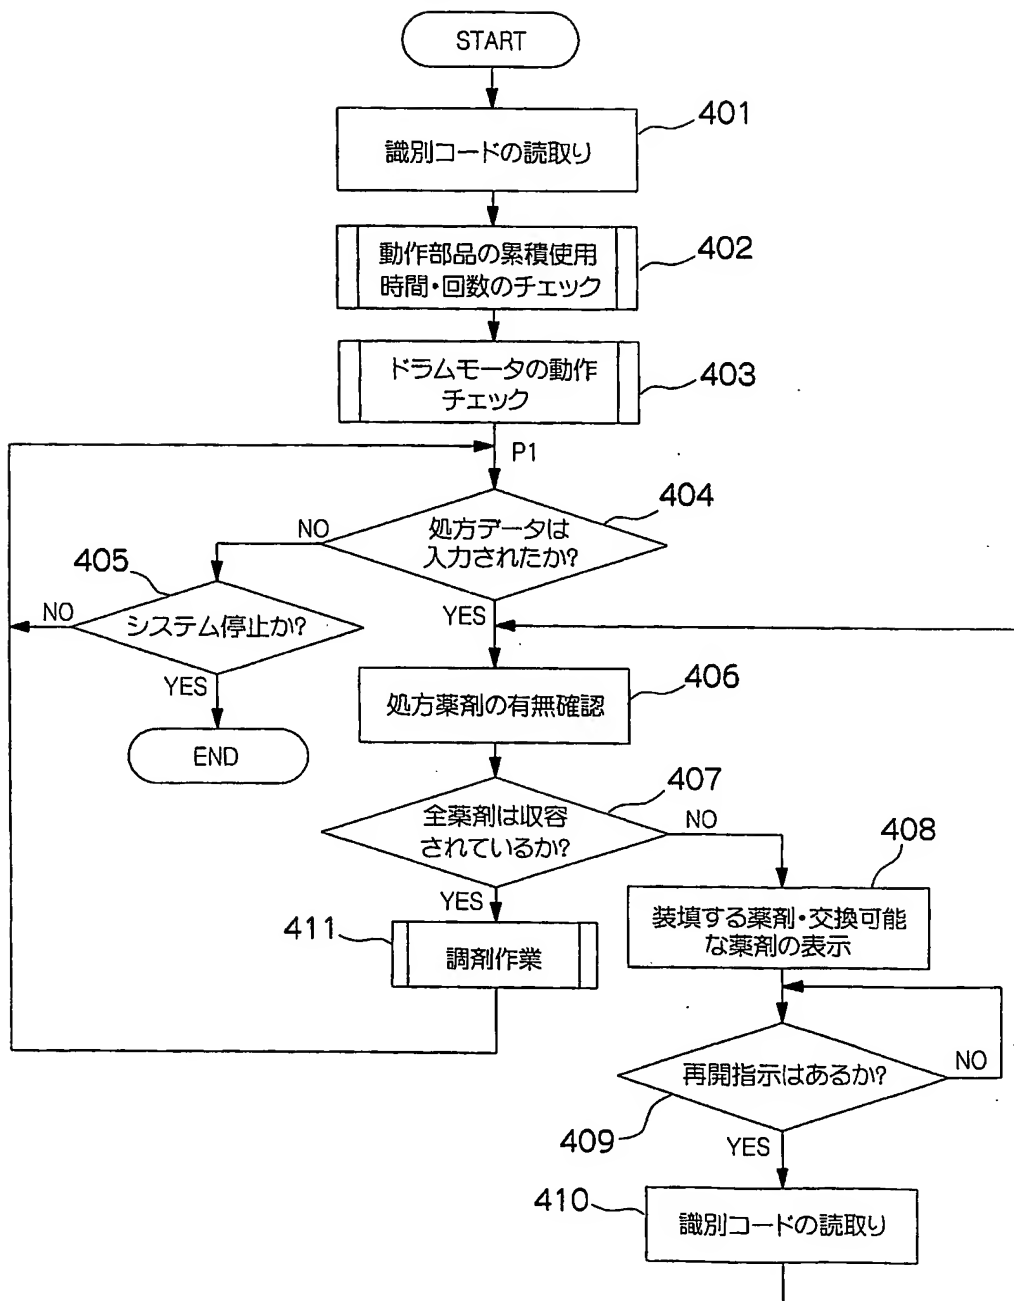 START
識別コードの読取り
401
動作部品の累積使用
時間・回数のチェック
402
ドラムモータの動作
チェック
403
P1
404
処方データは
入力されたか?
NO
YES
405
システム停止か?
NO
YES
END
処方薬剤の有無確認
406
407
全薬剤は収容
されているか?
NO
YES
408
装填する薬剤・交換可能
な薬剤の表示
411
調剤作業
再開指示はあるか?
NO
409
YES
410
識別コードの読取り